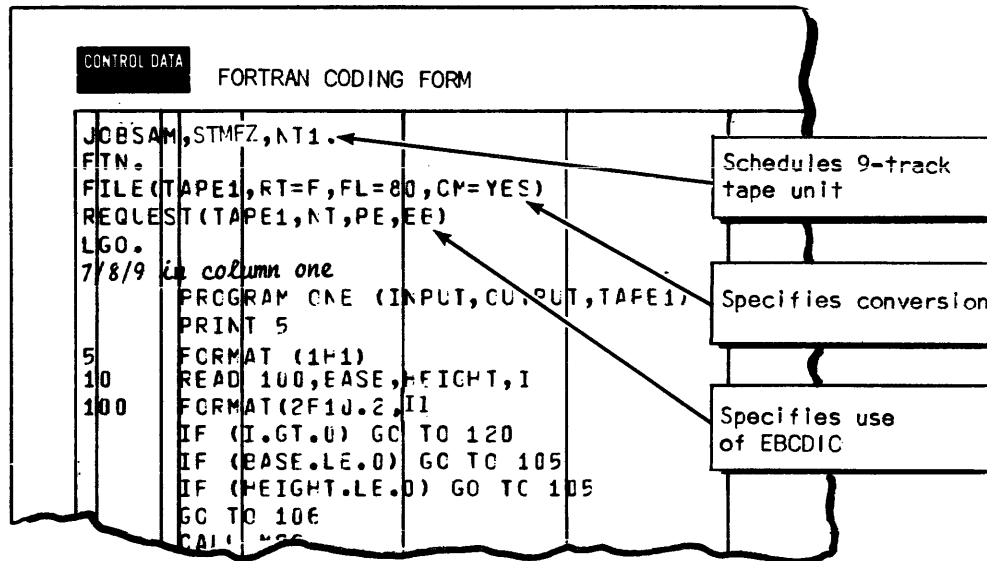 CONTROL DATA
FORTRAN CODING FORM
JOBSAM,STMFZ,NT1.
FTN.
FILE(TAPE1,RT=F,FL=80,CM=YES)
REQUEST(TAPE1,NT,PE,EB)
LGO.
7/8/9 in column one
PROGRAM ONE (INPUT,OUTPUT,TAPE1)
PRINT 5
5 FORMAT (1H1)
10 READ 100,BASE,HEIGHT,I
100 FORMAT(2F10.2,I1
IF (I.GT.0) GO TO 120
IF (BASE.LE.0) GO TO 105
IF (HEIGHT.LE.0) GO TO 105
GO TO 106
CALL
Schedules 9-track
tape unit
Specifies conversion
Specifies use
of EBCDIC